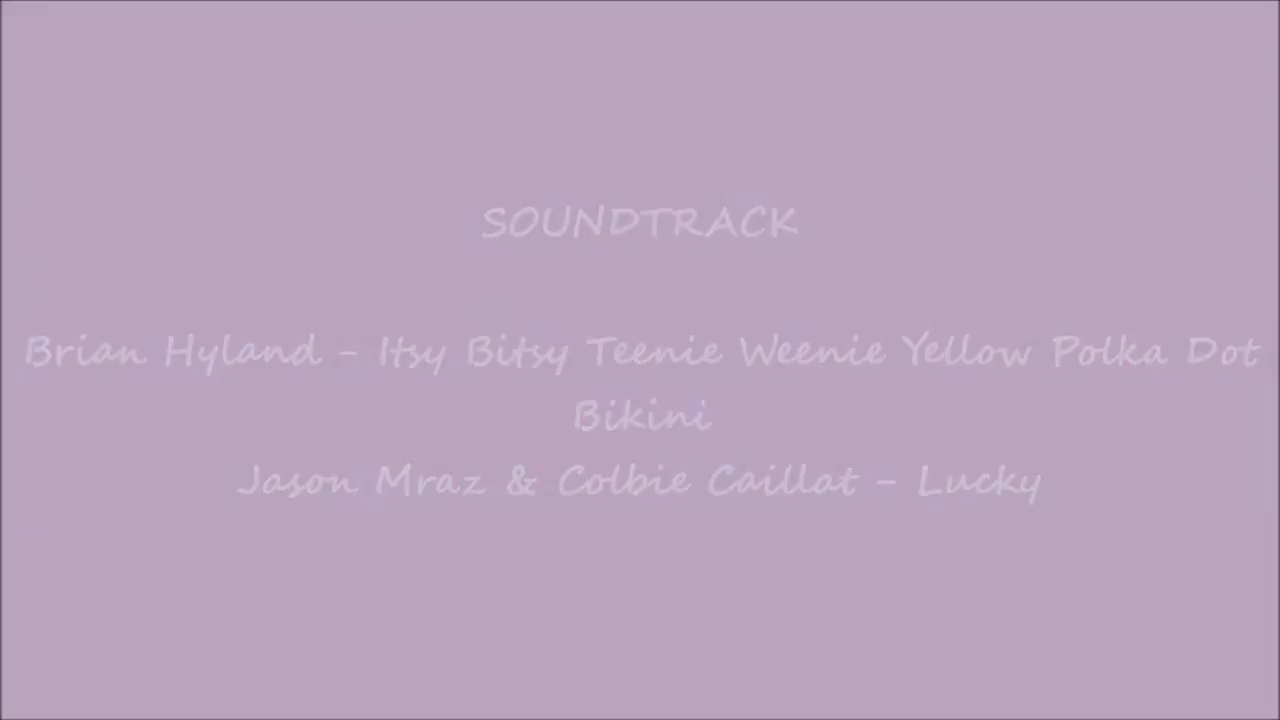 SOUNDTRACK
Brian Hyland - Itsy Bitsy Teenie Weenie Yellow Polka Dot
Bikini
Jason Mraz & Colbie Caillat - Lucky